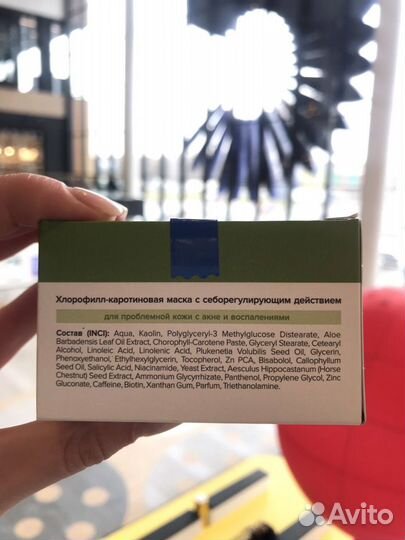 Хлорофилл-каротиновая маска с себорегулирующим действием
для проблемной кожи с акне и воспалениями
Состав (INCI): Aqua, Kaolin, Polyglyceryl-3 Methylglucose Distearate, Aloe
Barbadensis Leaf Oil Extract, Chorophyll-Carotene Paste, Glyceryl Stearate, Cetearyl
Alcohol, Linoleic Acid, Linolenic Acid, Plukenetia Volubilis Seed Oil, Glycerin,
Phenoxyethanol, Ethylhexylglycerin, Tocopherol, Zn PCA, Bisabolol, Callophyllum
Seed Oil, Salicylic Acid, Niacinamide, Yeast Extract, Aesculus Hippocastanum (Horse
Chestnut) Seed Extract, Ammonium Glycyrrhizate, Panthenol, Propylene Glycol, Zinc
Gluconate, Caffeine, Biotin, Xanthan Gum, Parfum, Triethanolamine.
Avito